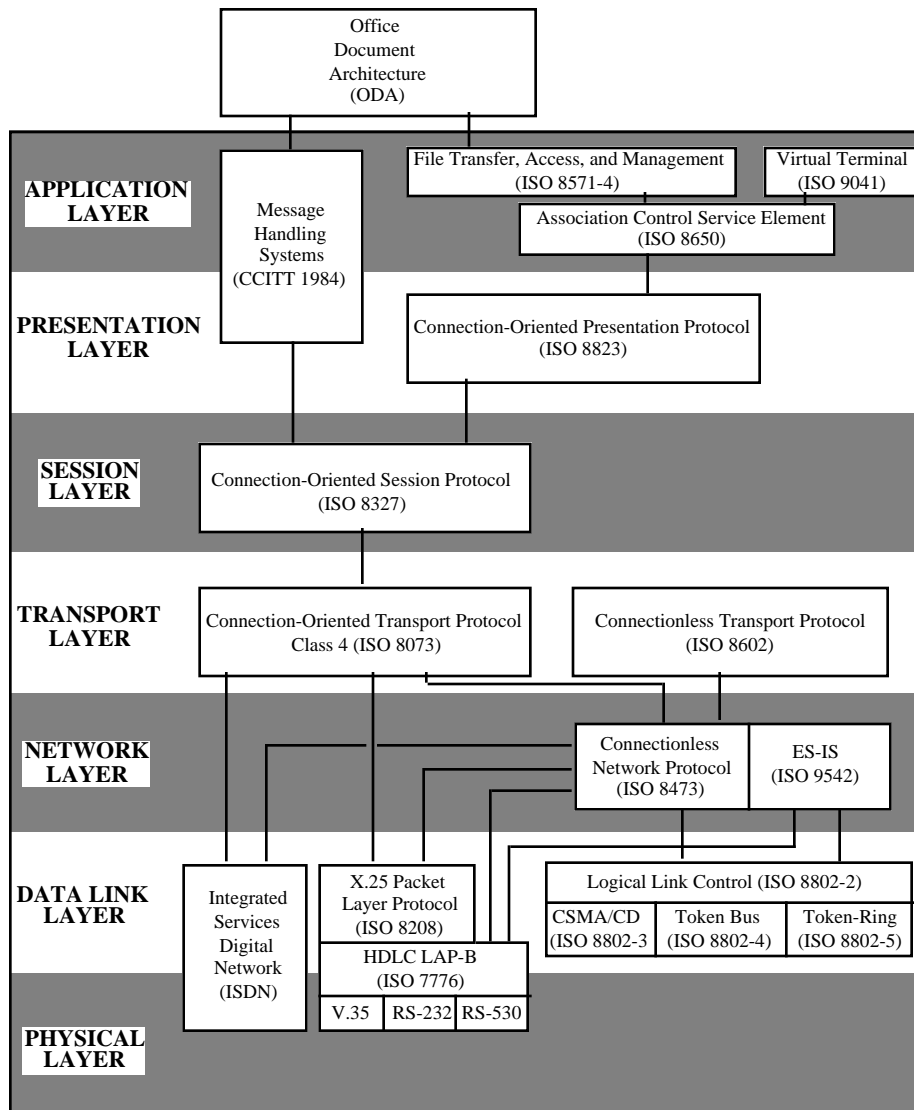 Office
Document
Architecture
(ODA)
APPLICATION
LAYER
Message
Handling
Systems
(CCITT 1984)
File Transfer, Access, and Management
(ISO 8571-4)
Virtual Terminal
(ISO 9041)
Association Control Service Element
(ISO 8650)
PRESENTATION
LAYER
Connection-Oriented Presentation Protocol
(ISO 8823)
SESSION
LAYER
Connection-Oriented Session Protocol
(ISO 8327)
TRANSPORT
LAYER
Connection-Oriented Transport Protocol
Class 4 (ISO 8073)
Connectionless Transport Protocol
(ISO 8602)
NETWORK
LAYER
Connectionless
Network Protocol
(ISO 8473)
ES-IS
(ISO 9542)
DATA LINK
LAYER
Integrated
Services
Digital
Network
(ISDN)
X.25 Packet
Layer Protocol
(ISO 8208)
HDLC LAP-B
(ISO 7776)
V.35
RS-232
RS-530
Logical Link Control (ISO 8802-2)
CSMA/CD
(ISO 8802-3
Token Bus
(ISO 8802-4)
Token-Ring
(ISO 8802-5)
PHYSICAL
LAYER